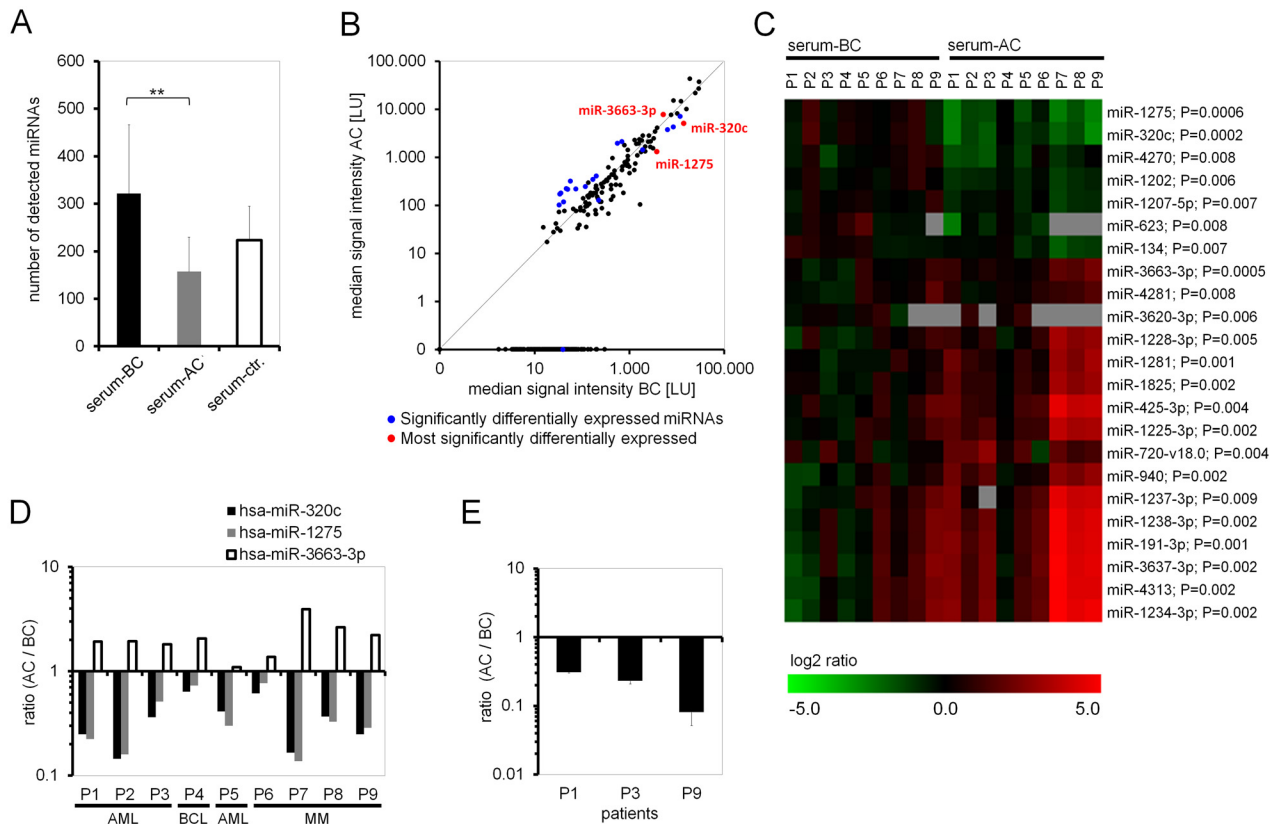 A
number of detected miRNAs
600
500
400
300
200
100
0
**
serum-BC
serum-AC
serum-ctr.
B
median signal intensity AC [LU]
100.000
10.000
1.000
100
10
1
0
miR-3663-3p
miR-320c
miR-1275
0 10 1.000 100.000
median signal intensity BC [LU]
Significantly differentially expressed miRNAs
Most significantly differentially expressed
C
serum-BC serum-AC
P1 P2 P3 P4 P5 P6 P7 P8 P9 P1 P2 P3 P4 P5 P6 P7 P8 P9
miR-1275; P=0.0006
miR-320c; P=0.0002
miR-4270; P=0.008
miR-1202; P=0.006
miR-1207-5p; P=0.007
miR-623; P=0.008
miR-134; P=0.007
miR-3663-3p; P=0.0005
miR-4281; P=0.008
miR-3620-3p; P=0.006
miR-1228-3p; P=0.005
miR-1281; P=0.001
miR-1825; P=0.002
miR-425-3p; P=0.004
miR-1225-3p; P=0.002
miR-720-v18.0; P=0.004
miR-940; P=0.002
miR-1237-3p; P=0.009
miR-1238-3p; P=0.002
miR-191-3p; P=0.001
miR-3637-3p; P=0.002
miR-4313; P=0.002
miR-1234-3p; P=0.002
log2 ratio
-5.0 0.0 5.0
D
hsa-miR-320c
hsa-miR-1275
hsa-miR-3663-3p
ratio (AC / BC)
10
1
0.1
P1 P2 P3 P4 P5 P6 P7 P8 P9
AML BCL AML MM
E
ratio (AC / BC)
10
1
0.1
0.01
P1 P3 P9
patients